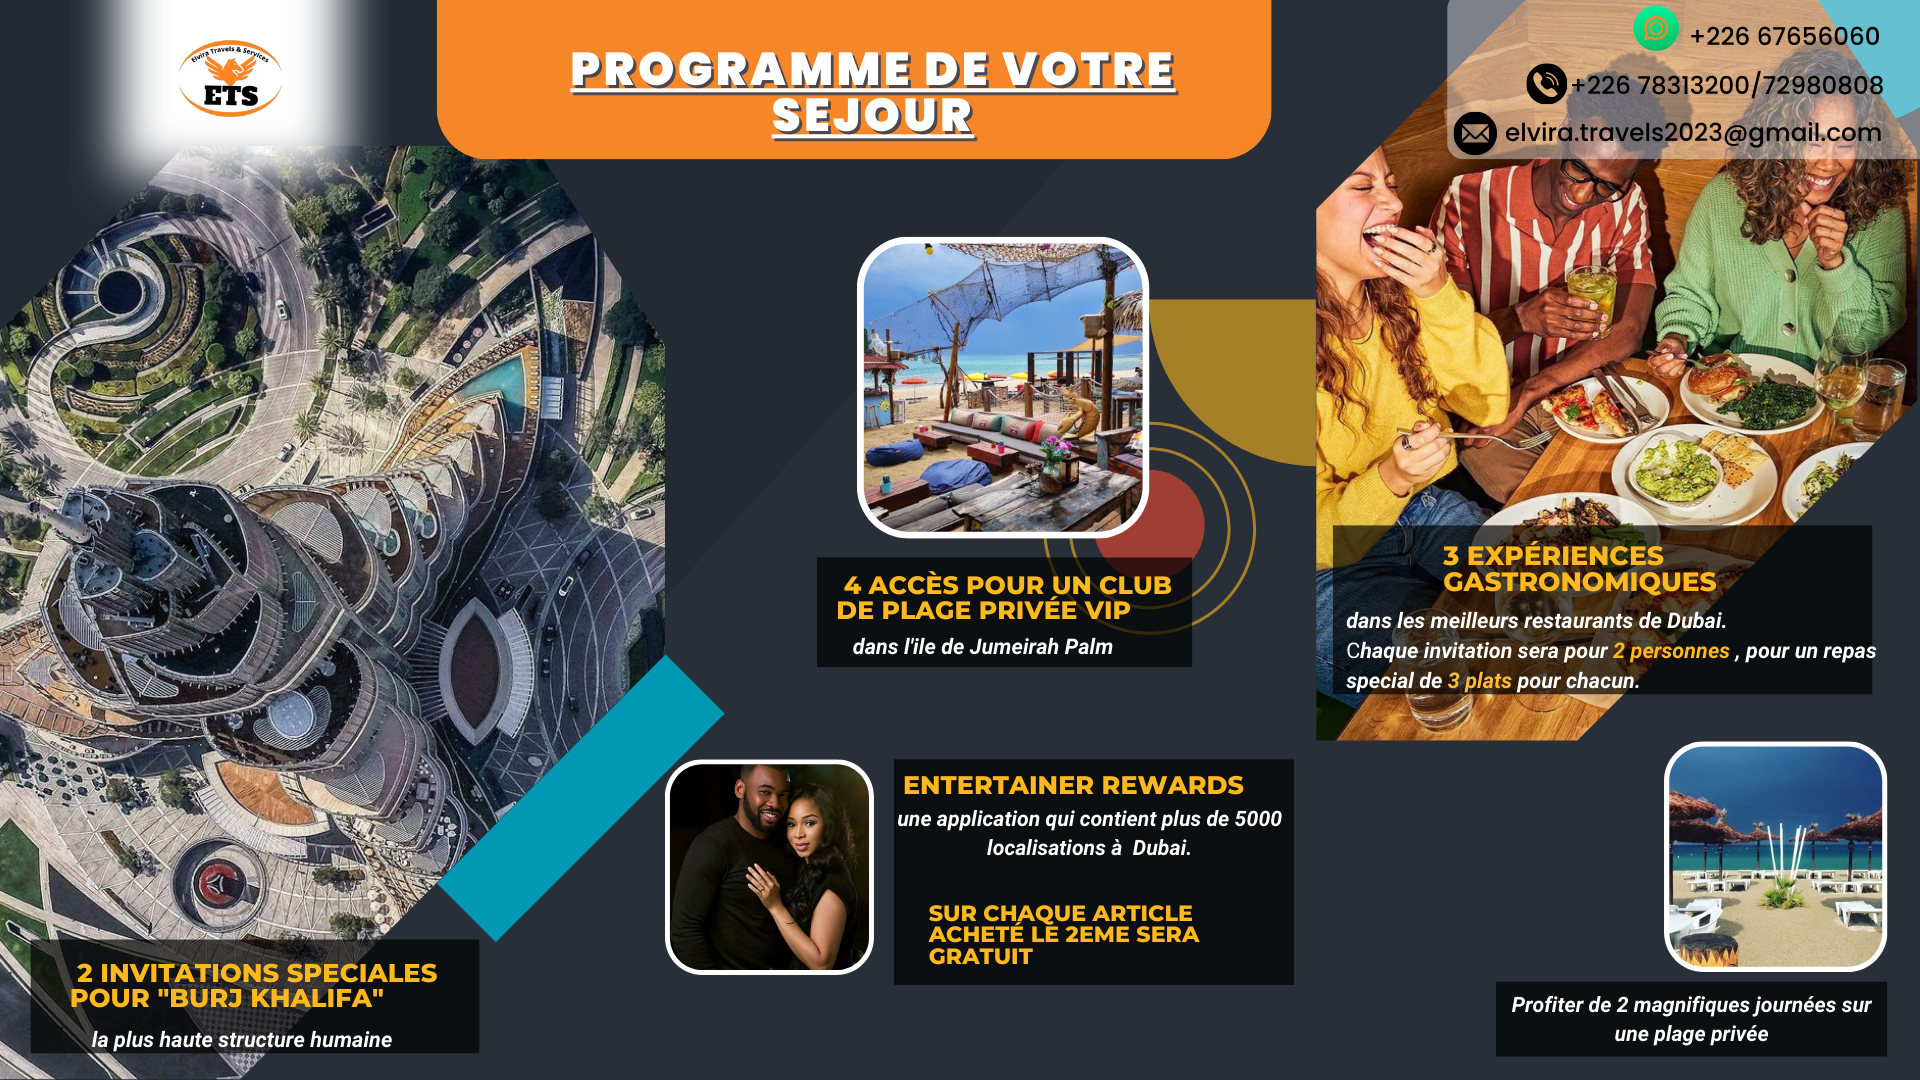 Elvira Travels & Services
ETS
PROGRAMME DE VOTRE
SEJOUR
+226 67656060
+226 78313200/72980808
elvira.travels2023@gmail.com
4 ACCÈS POUR UN CLUB
DE PLAGE PRIVÉE VIP
dans l'ile de Jumeirah Palm
3 EXPÉRIENCES
GASTRONOMIQUES
dans les meilleurs restaurants de Dubai.
Chaque invitation sera pour 2 personnes , pour un repas
special de 3 plats pour chacun.
ENTERTAINER REWARDS
une application qui contient plus de 5000
localisations à Dubai.
SUR CHAQUE ARTICLE
ACHETÉ LE 2EME SERA
GRATUIT
2 INVITATIONS SPECIALES
POUR "BURJ KHALIFA"
la plus haute structure humaine
Profiter de 2 magnifiques journées sur
une plage privée